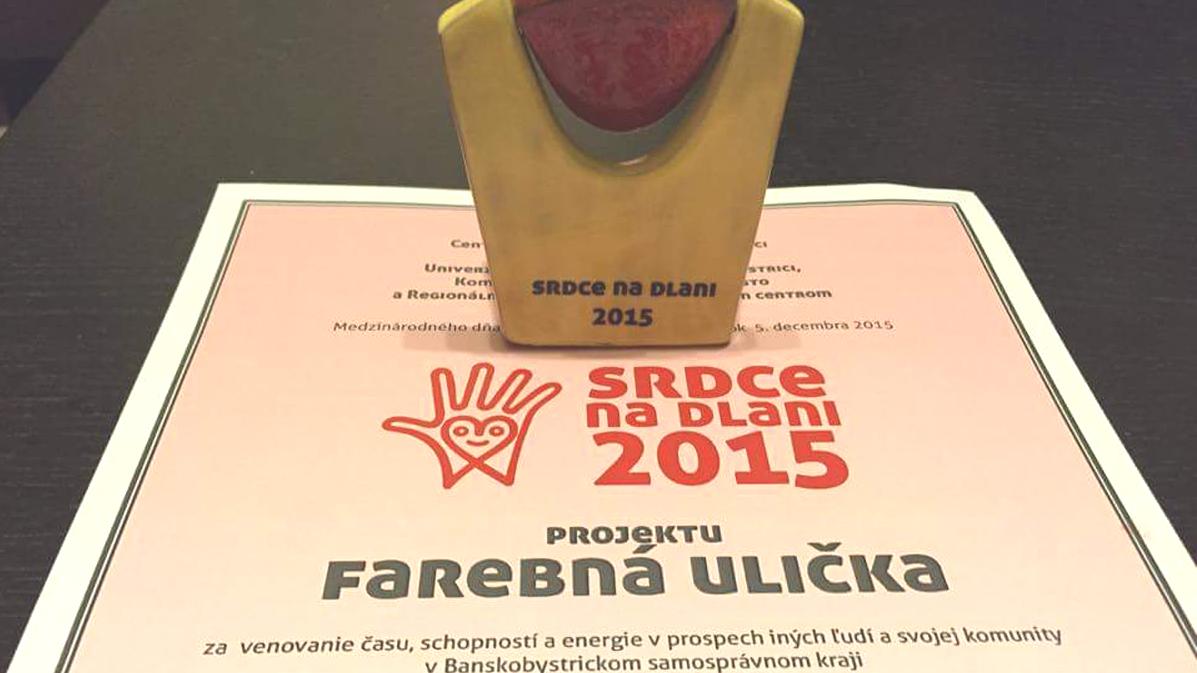 SRDCE NA DLANI
2015
a
Medzinárodného dňa 5. decembra 2015
centrom
SRDCE
NA DLANI
2015
PROJEKTU
FAREBNÁ ULIČKA
za venovanie času, schopností a energie v prospech iných ľudí a svojej komunity
v Banskobystrickom samosprávnom kraji